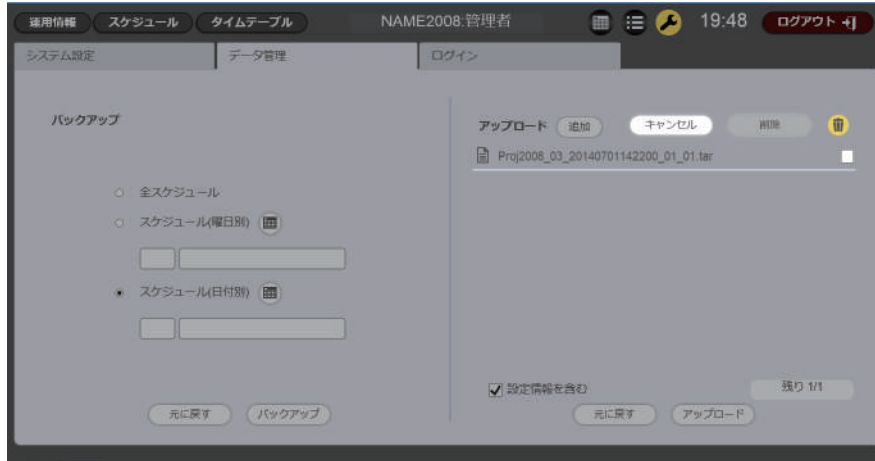 運用情報 スケジュール タイムテーブル NAME2008:管理者 19:48 ログアウト
システム設定 データ管理 ログイン
バックアップ
アップロード 追加 キャンセル 削除
Proj2008_03_20140701142200_01_01.tar
全スケジュール
スケジュール(曜日別)
スケジュール(日付別)
設定情報を含む 残り 1/1
元に戻す バックアップ 元に戻す アップロード